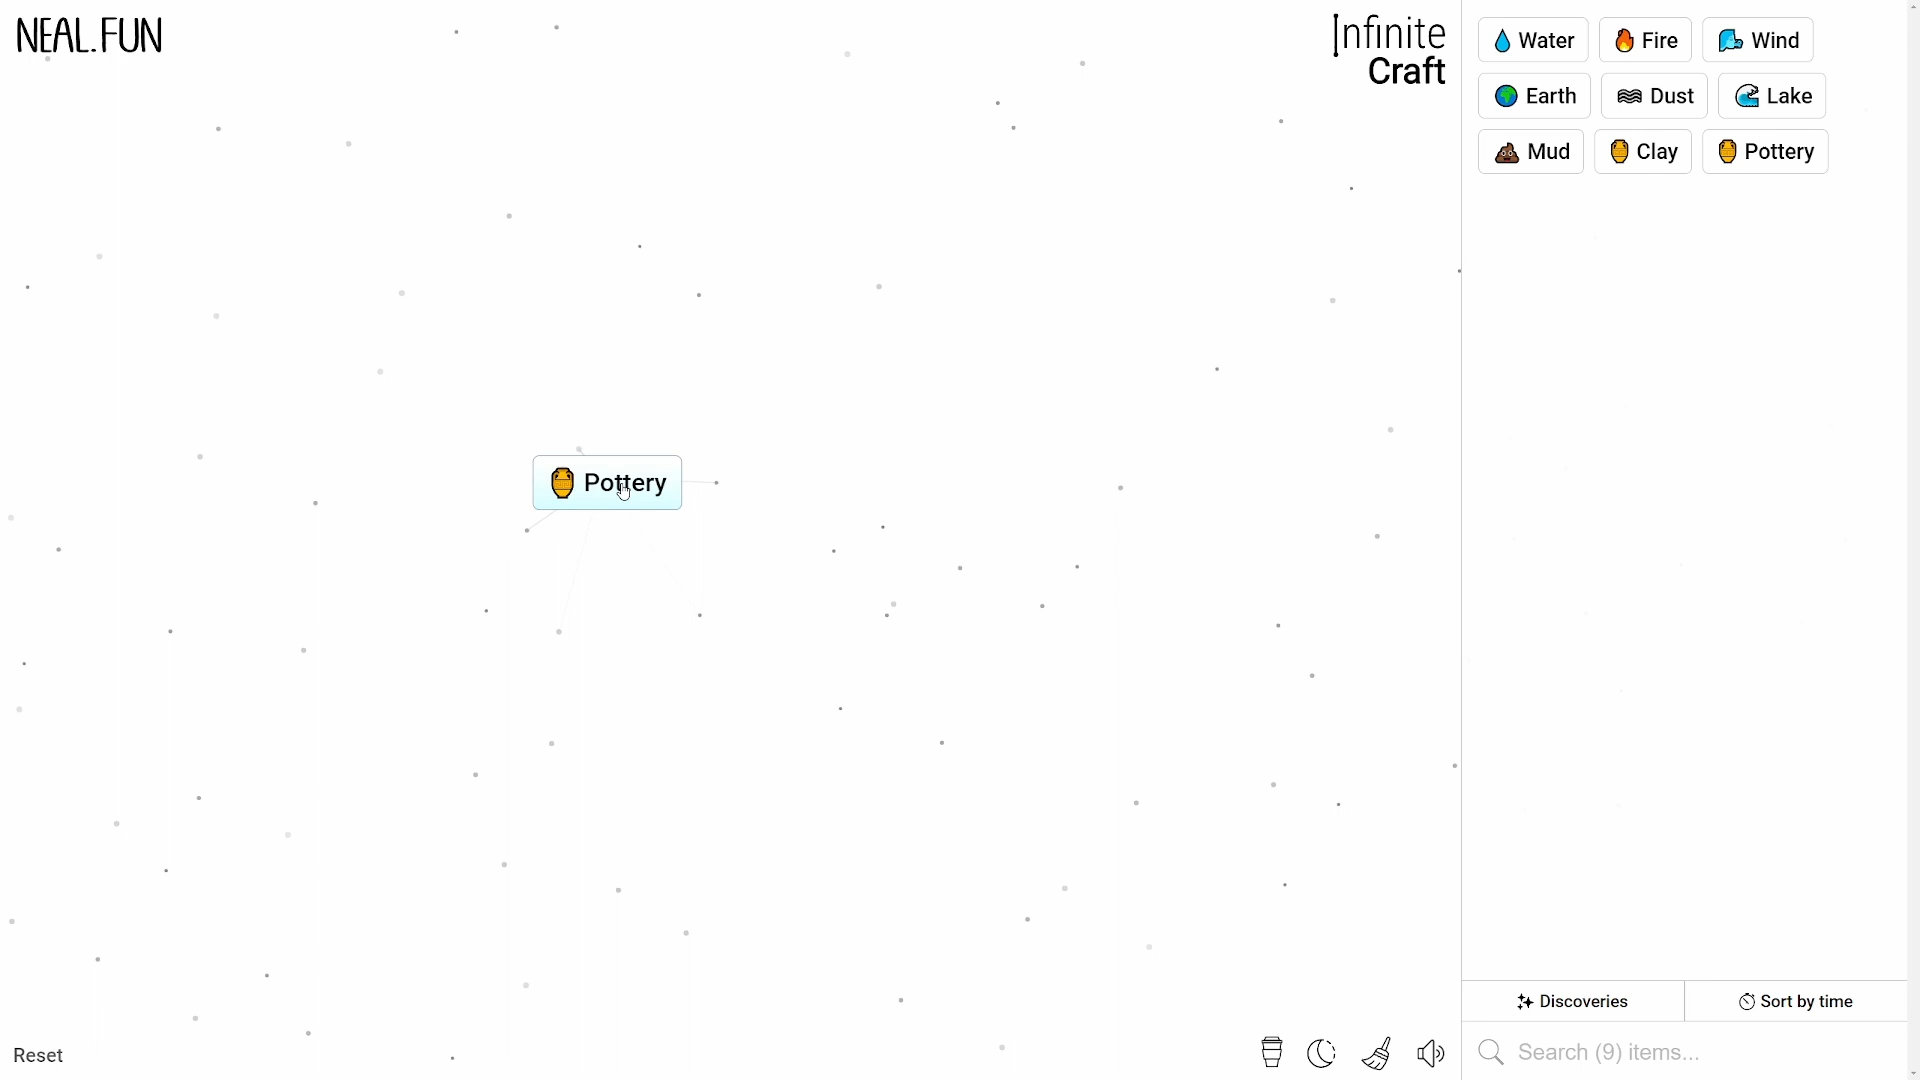 NEAL.FUN
Infinite
Craft
Water Fire Wind
Earth Dust Lake
Mud Clay Pottery
Pottery
Discoveries Sort by time
Reset
Search (9) items...